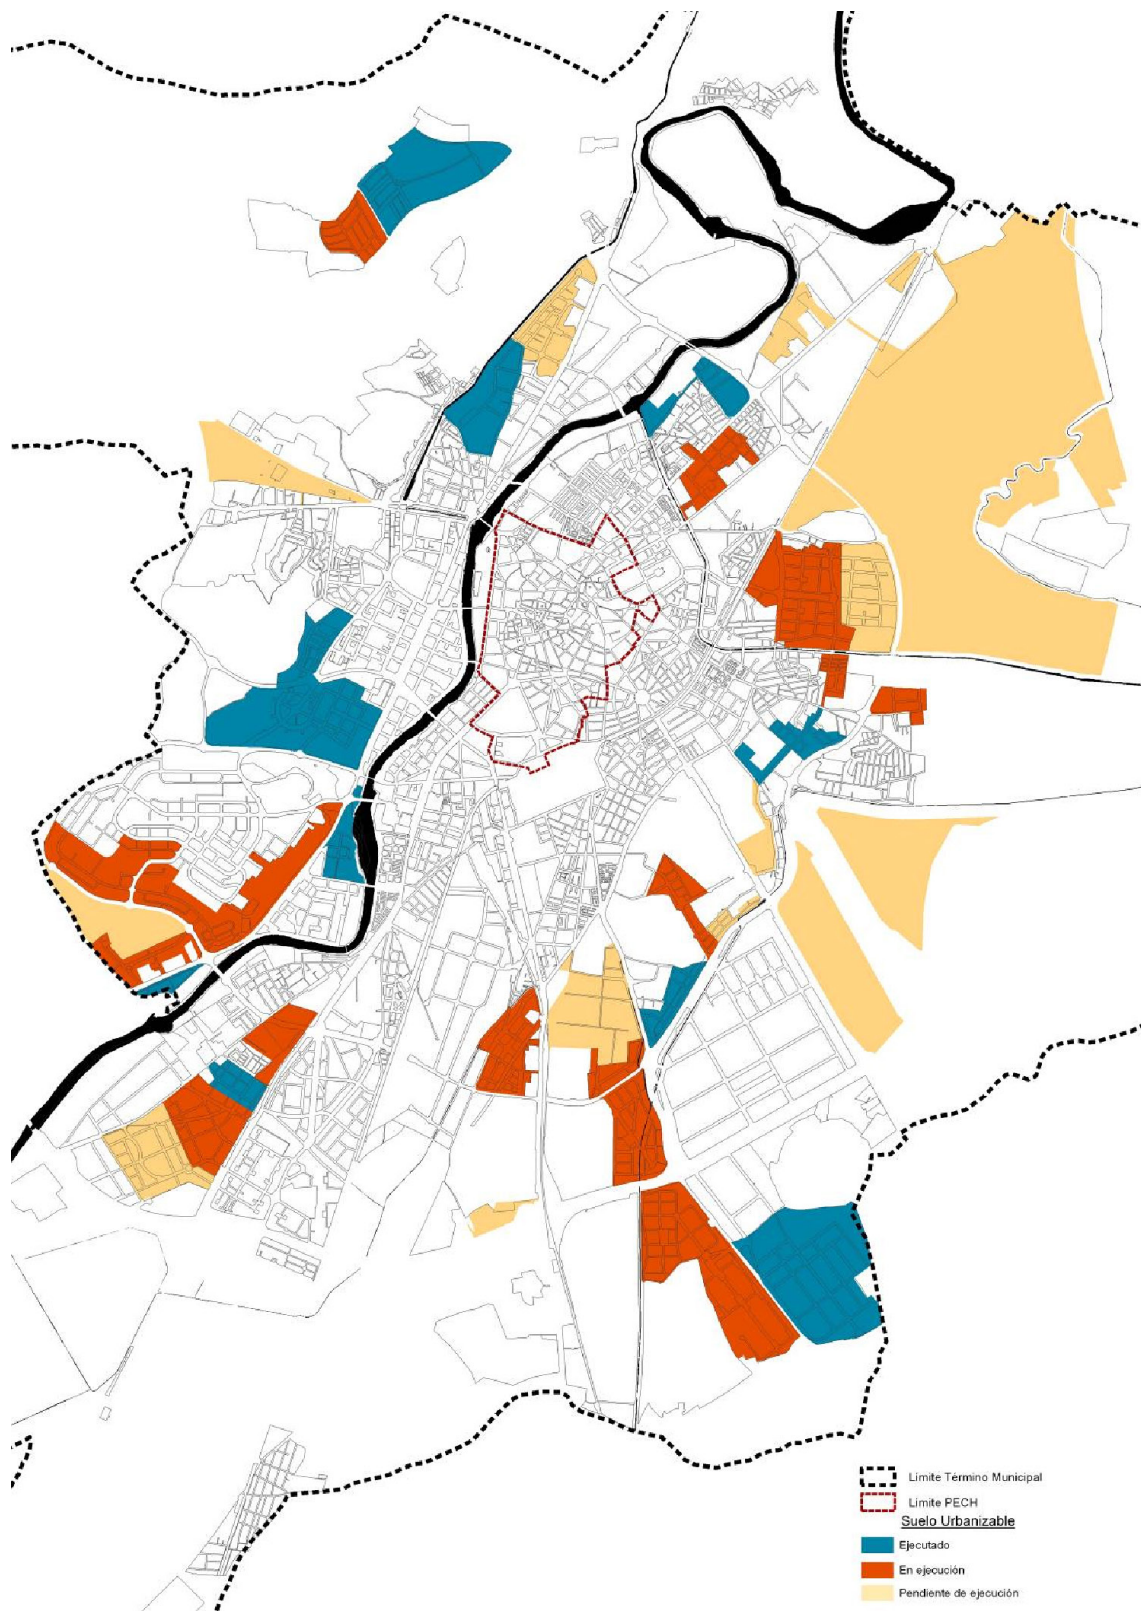 Límite Término Municipal
Límite PECH
Suelo Urbanizable
Ejecutado
En ejecución
Pendiente de ejecución